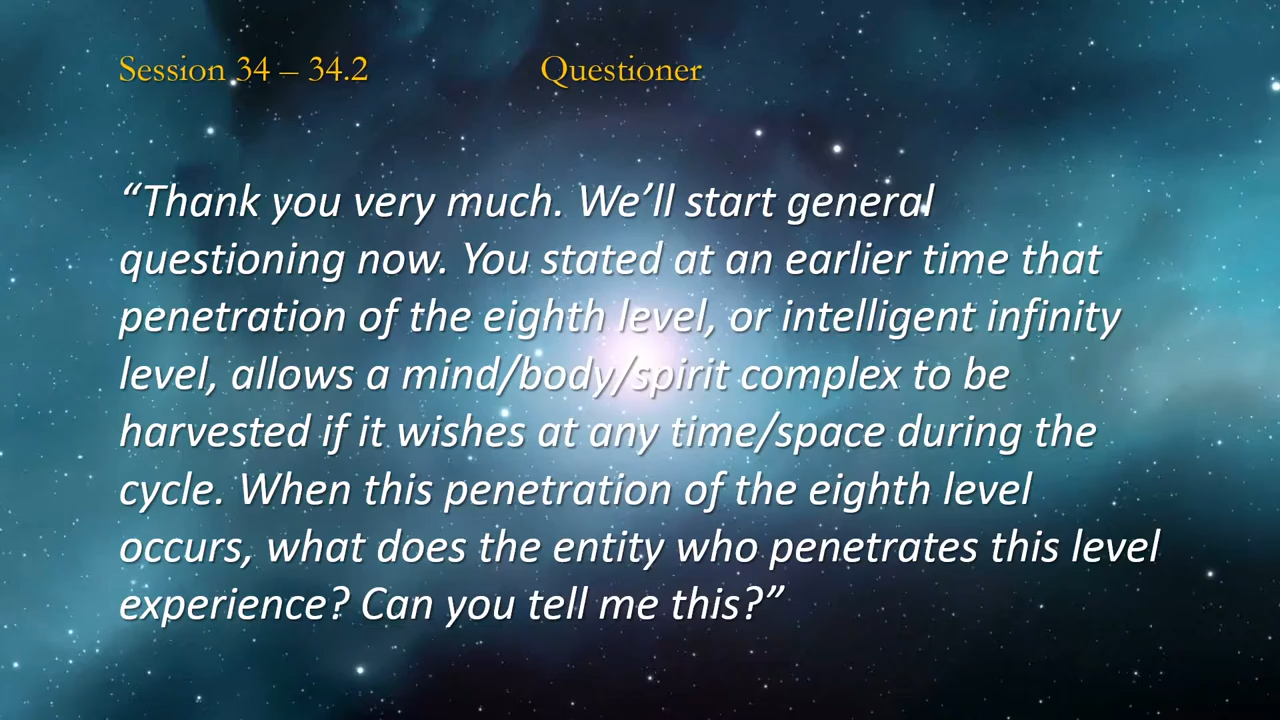 Session 34 – 34.2 Questioner
“Thank you very much. We’ll start general
questioning now. You stated at an earlier time that
penetration of the eighth level, or intelligent infinity
level, allows a mind/body/spirit complex to be
harvested if it wishes at any time/space during the
cycle. When this penetration of the eighth level
occurs, what does the entity who penetrates this level
experience? Can you tell me this?”